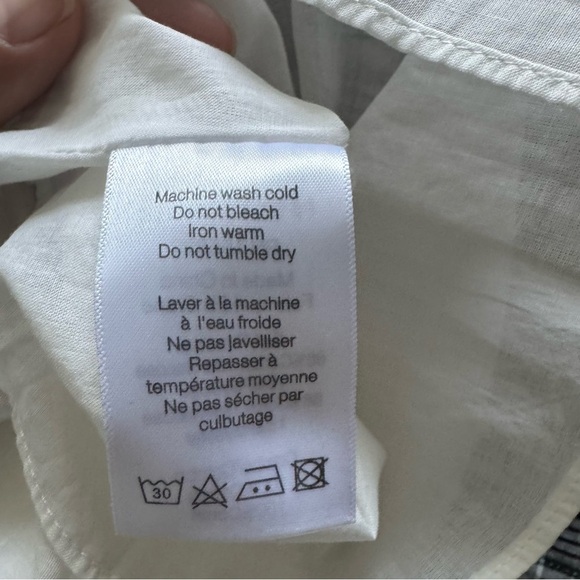 Machine wash cold
Do not bleach
Iron warm
Do not tumble dry
Laver à la machine
à l'eau froide
Ne pas javelliser
Repasser à
température moyenne
Ne pas sécher par
culbutage
30